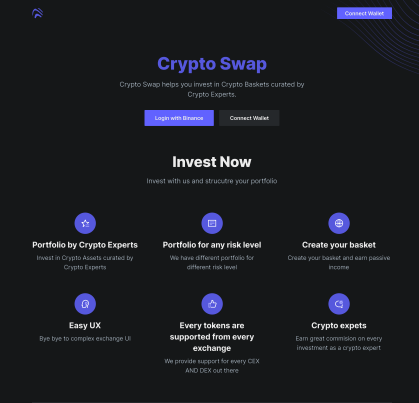 Connect Wallet
Crypto Swap
Crypto Swap helps you invest in Crypto Baskets curated by
Crypto Experts.
Login with Binance
Connect Wallet
Invest Now
Invest with us and strucutre your portfolio
Portfolio by Crypto Experts
Invest in Crypto Assets curated by
Crypto Experts
Portfolio for any risk level
We have different portfolio for
different risk level
Create your basket
Create your basket and earn passive
income
Easy UX
Bye bye to complex exchange UI
Every tokens are
supported from every
exchange
We provide support for every CEX
AND DEX out there
Crypto expets
Earn great commision on every
investment as a crypto expert